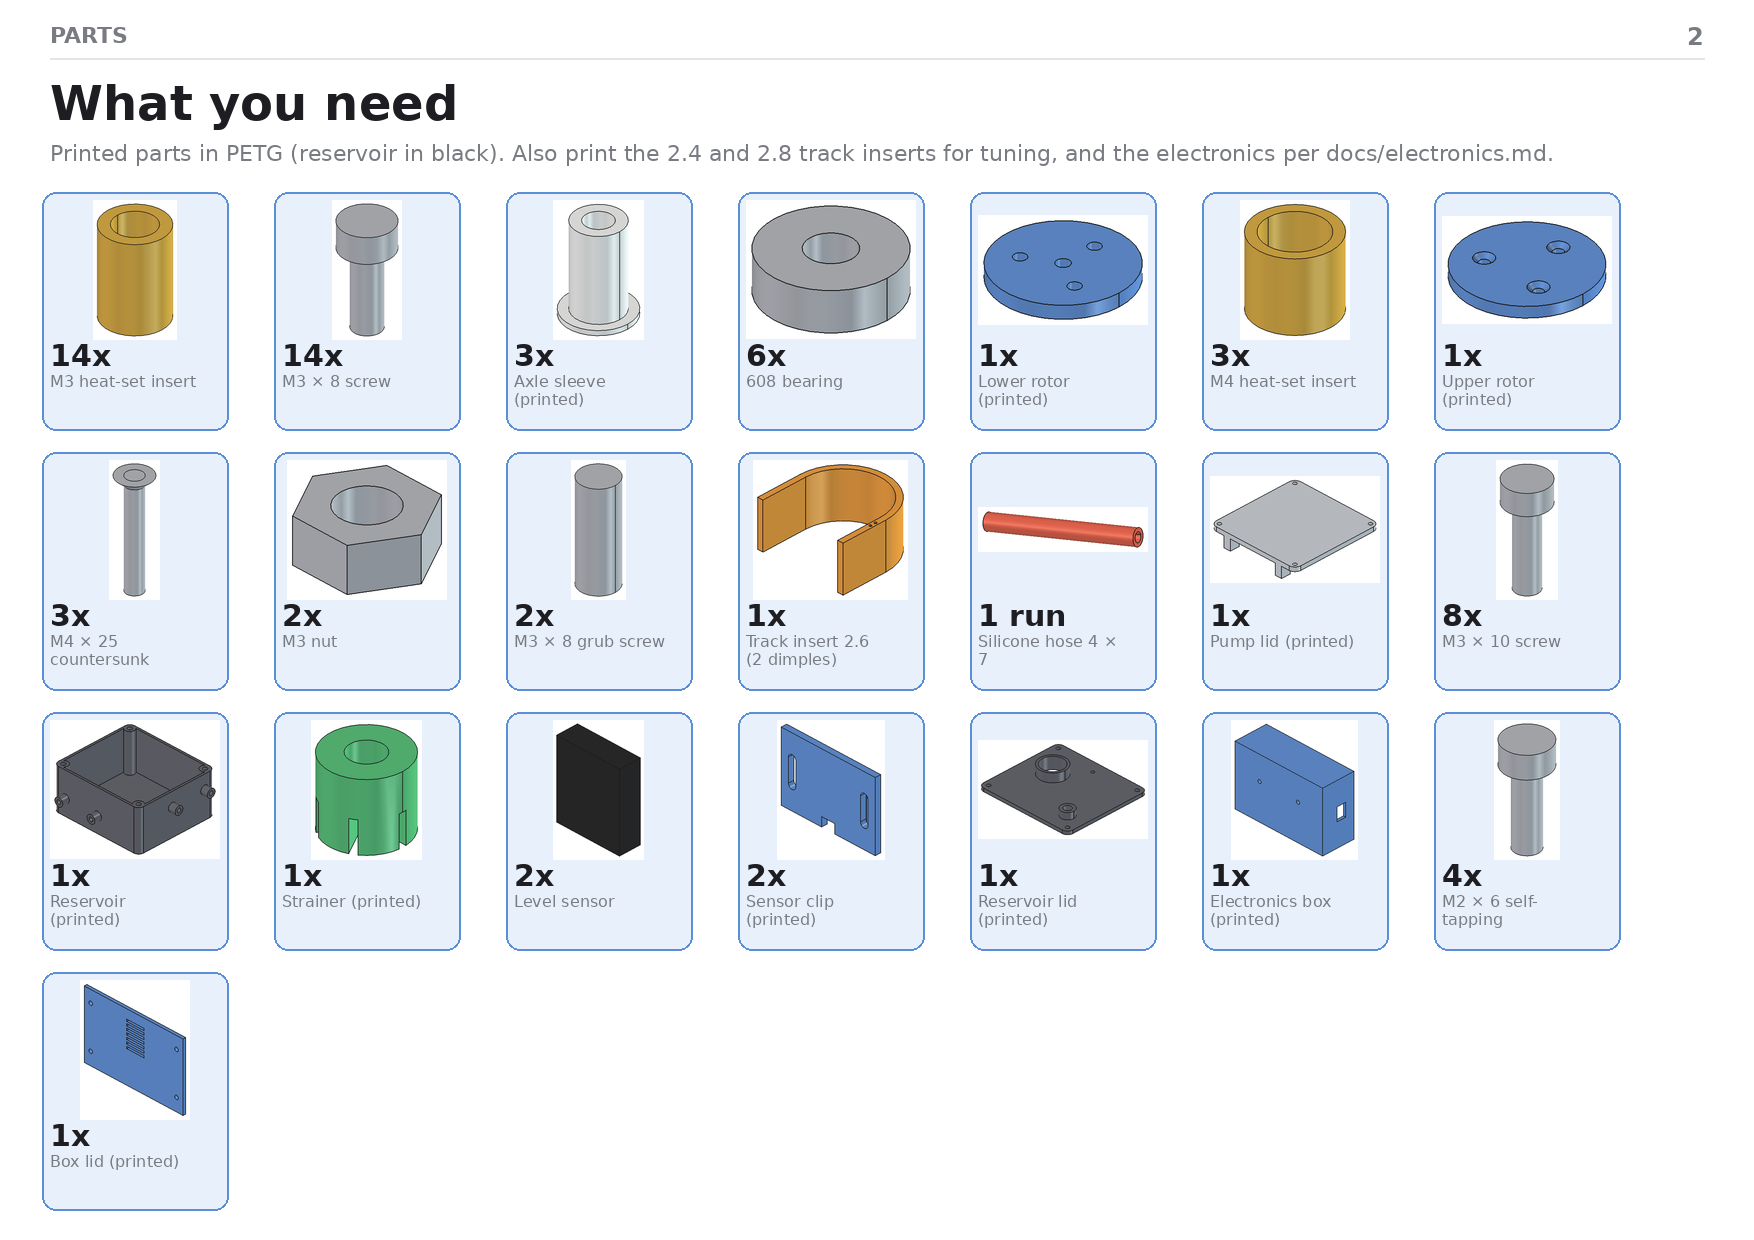 PARTS
2
What you need
Printed parts in PETG (reservoir in black). Also print the 2.4 and 2.8 track inserts for tuning, and the electronics per docs/electronics.md.
14x
M3 heat-set insert
14x
M3 × 8 screw
3x
Axle sleeve
(printed)
6x
608 bearing
1x
Lower rotor
(printed)
3x
M4 heat-set insert
1x
Upper rotor
(printed)
3x
M4 × 25
countersunk
2x
M3 nut
2x
M3 × 8 grub screw
1x
Track insert 2.6
(2 dimples)
1 run
Silicone hose 4 ×
7
1x
Pump lid (printed)
8x
M3 × 10 screw
1x
Reservoir
(printed)
1x
Strainer (printed)
2x
Level sensor
2x
Sensor clip
(printed)
1x
Reservoir lid
(printed)
1x
Electronics box
(printed)
4x
M2 × 6 self-
tapping
1x
Box lid (printed)